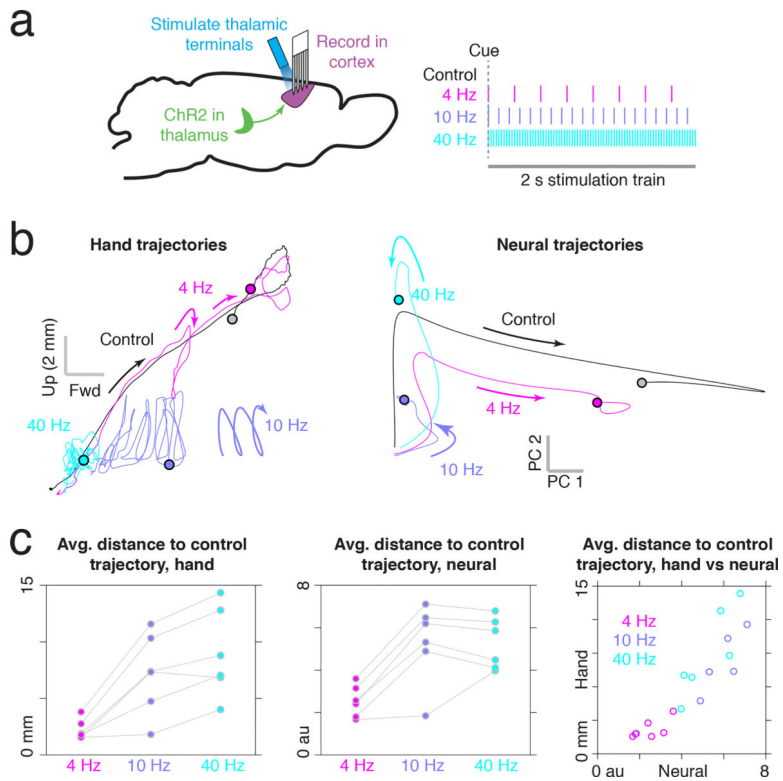 a
Stimulate thalamic
terminals
Record in
cortex
ChR2 in
thalamus
Cue
Control
4 Hz
10 Hz
40 Hz
2 s stimulation train
b
Hand trajectories
4 Hz
Control
Up (2 mm)
Fwd
40 Hz
10 Hz
Neural trajectories
40 Hz
Control
4 Hz
10 Hz
PC 2
PC 1
c
Avg. distance to control
trajectory, hand
15
0 mm
4 Hz 10 Hz 40 Hz
Avg. distance to control
trajectory, neural
8
0 au
4 Hz 10 Hz 40 Hz
Avg. distance to control
trajectory, hand vs neural
15
4 Hz
10 Hz
40 Hz
Hand
0 mm
0 au Neural 8